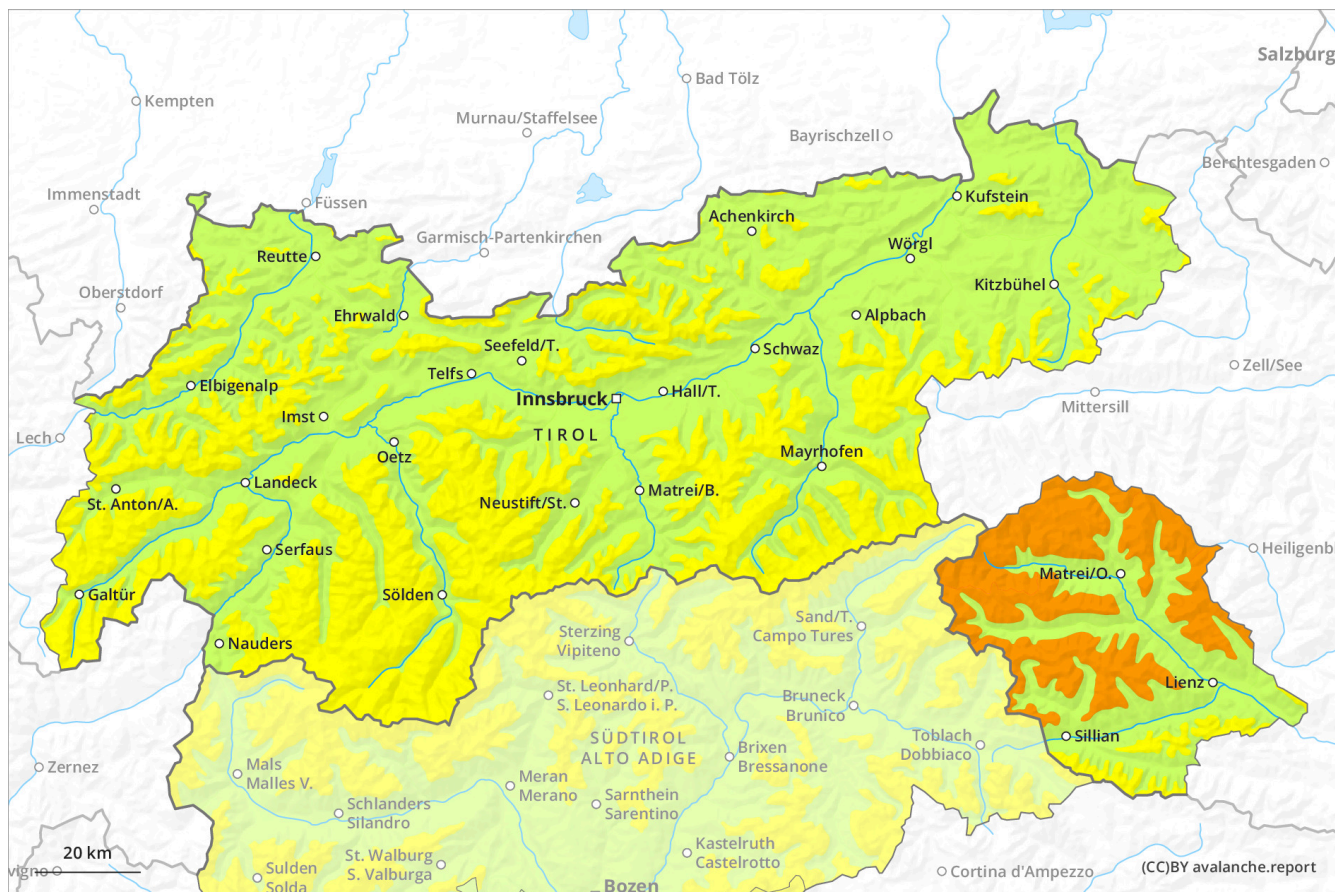 Salzburg
Bad Tölz
Kempten
Murnau/Staffelsee
Bayrischzell
Berchtesgaden
Immenstadt
Füssen
Kufstein
Achenkirch
Garmisch-Partenkirchen
Wörgl
Reutte
Kitzbühel
Oberstdorf
Ehrwald
Alpbach
Seefeld/T.
Schwaz
Zell/See
Telfs
Elbigenalp
Hall/T.
Innsbruck
Mittersill
Imst
TIROL
Lech
Oetz
Mayrhofen
Landeck
Matrei/B.
St. Anton/A.
Neustift/St.
Serfaus
Heiligenb
Matrei/O.
Galtür
Sölden
Sand/T.
Campo Tures
Sterzing
Vipiteno
Nauders
Lienz
St. Leonhard/P.
S. Leonardo i. P.
Bruneck
Brunico
Sillian
SÜDTIROL
ALTO ADIGE
Toblach
Dobbiaco
Brixen
Bressanone
Zernez
Mals
Malles V.
Meran
Merano
Sarnthein
Sarentino
Schlanders
Silandro
20 km
St. Walburg
S. Valburga
Kastelruth
Castelrotto
vigno
Sulden
Solda
Cortina d'Ampezzo
(CC)BY avalanche.report
Bozen